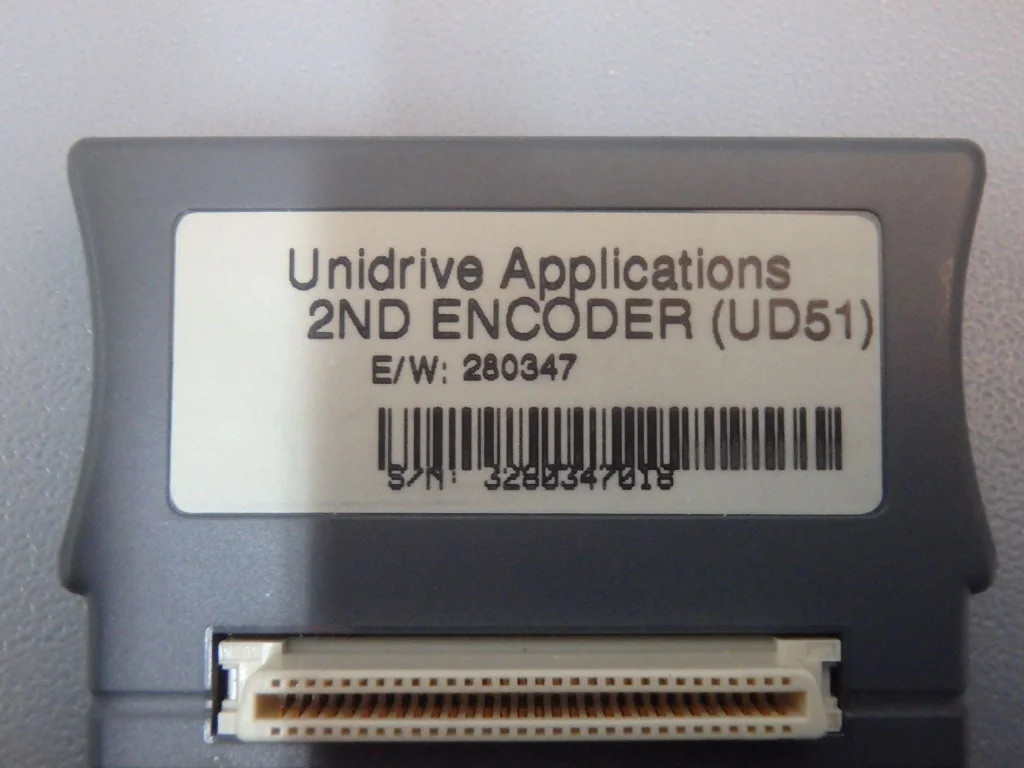 Unidrive Applications
2ND ENCODER (UD51)
E/W: 280347
S/N: 3280347018